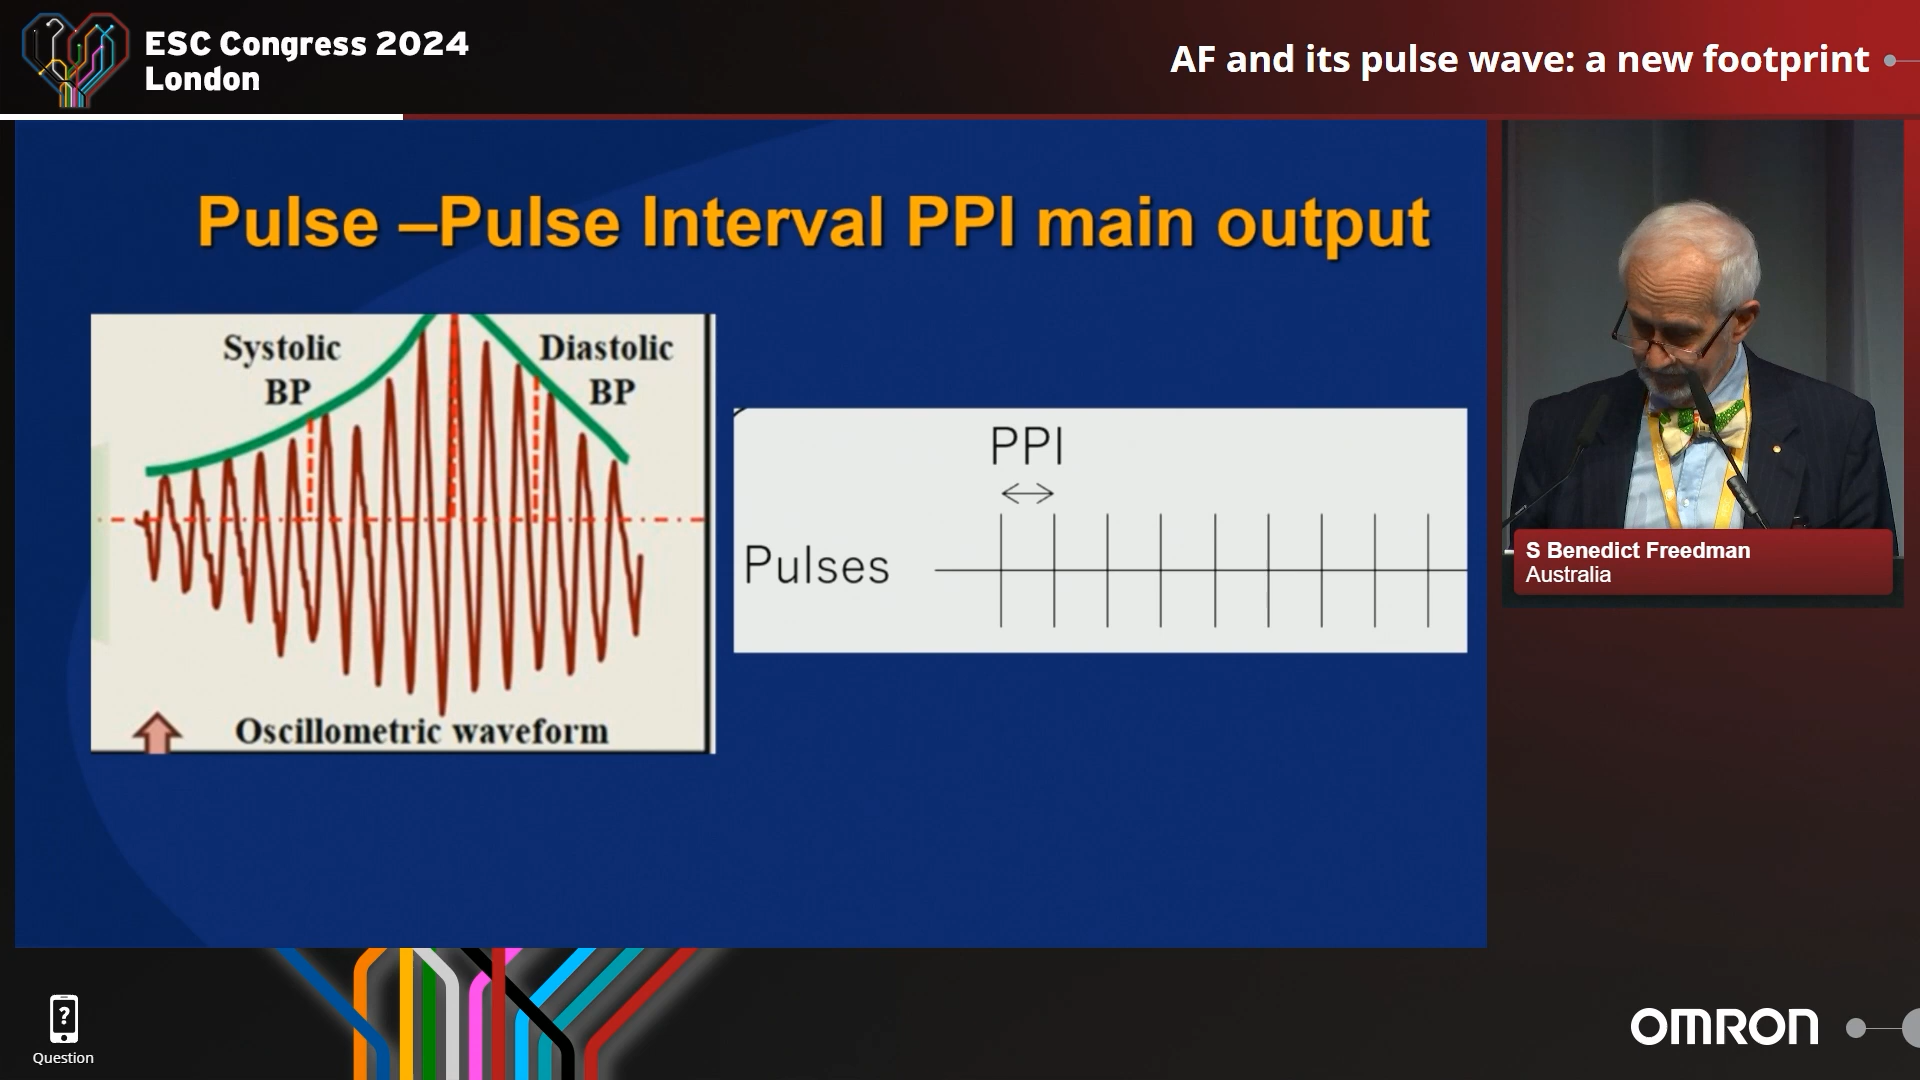 ESC Congress 2024
London
AF and its pulse wave: a new footprint
Pulse –Pulse Interval PPI main output
Systolic
BP
Diastolic
BP
Oscillometric waveform
PPI
Pulses
S Benedict Freedman
Australia
?
Question
OMRON